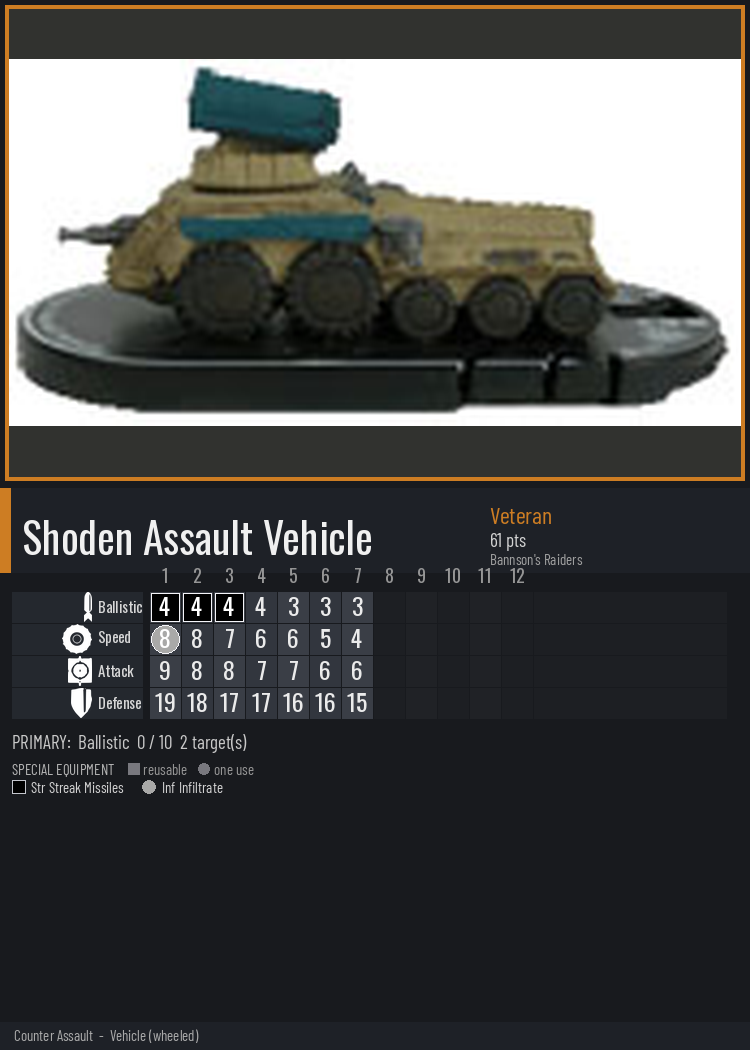 Shoden Assault Vehicle
Veteran
61 pts
Bannson's Raiders
1 2 3 4 5 6 7 8 9 10 11 12
Ballistic 4 4 4 4 3 3 3
Speed 8 8 7 6 6 5 4
Attack 9 8 8 7 7 6 6
Defense 19 18 17 17 16 16 15
PRIMARY: Ballistic 0 / 10 2 target(s)
SPECIAL EQUIPMENT reusable one use
Str Streak Missiles Inf Infiltrate
Counter Assault - Vehicle (wheeled)